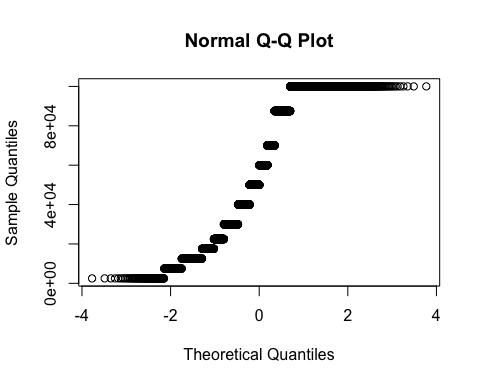 Normal Q-Q Plot
Sample Quantiles
8e+04
4e+04
0e+00
-4 -2 0 2 4
Theoretical Quantiles